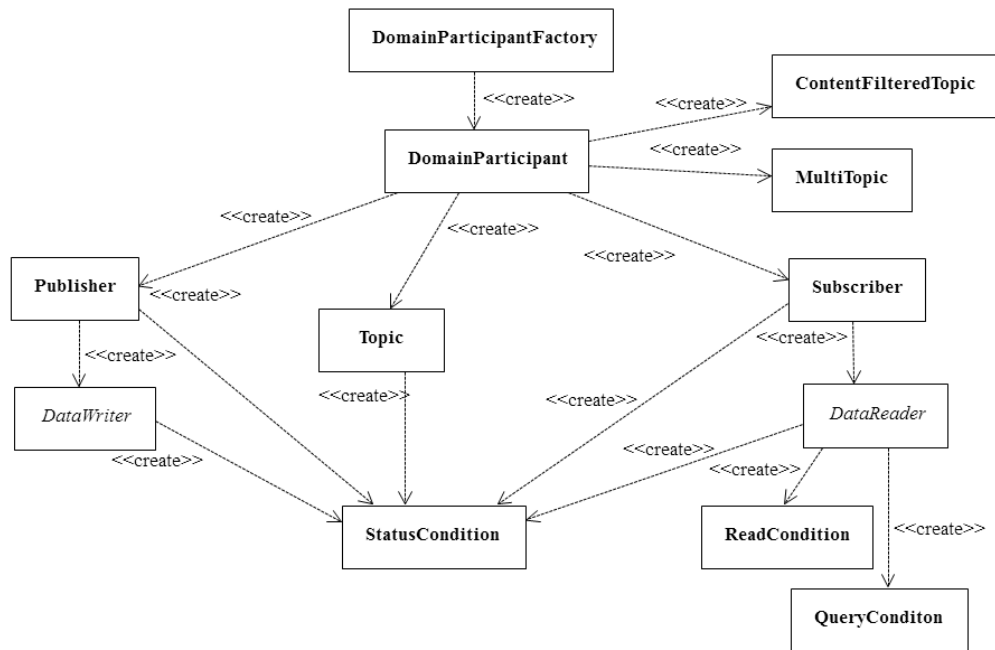 DomainParticipantFactory
<<create>>
<<create>>
ContentFilteredTopic
DomainParticipant
<<create>>
MultiTopic
<<create>>
<<create>>
<<create>>
Publisher
<<create>>
Subscriber
<<create>>
Topic
<<create>>
<<create>>
<<create>>
DataWriter
<<create>>
DataReader
<<create>>
<<create>>
<<create>>
StatusCondition
ReadCondition
<<create>>
QueryConditon